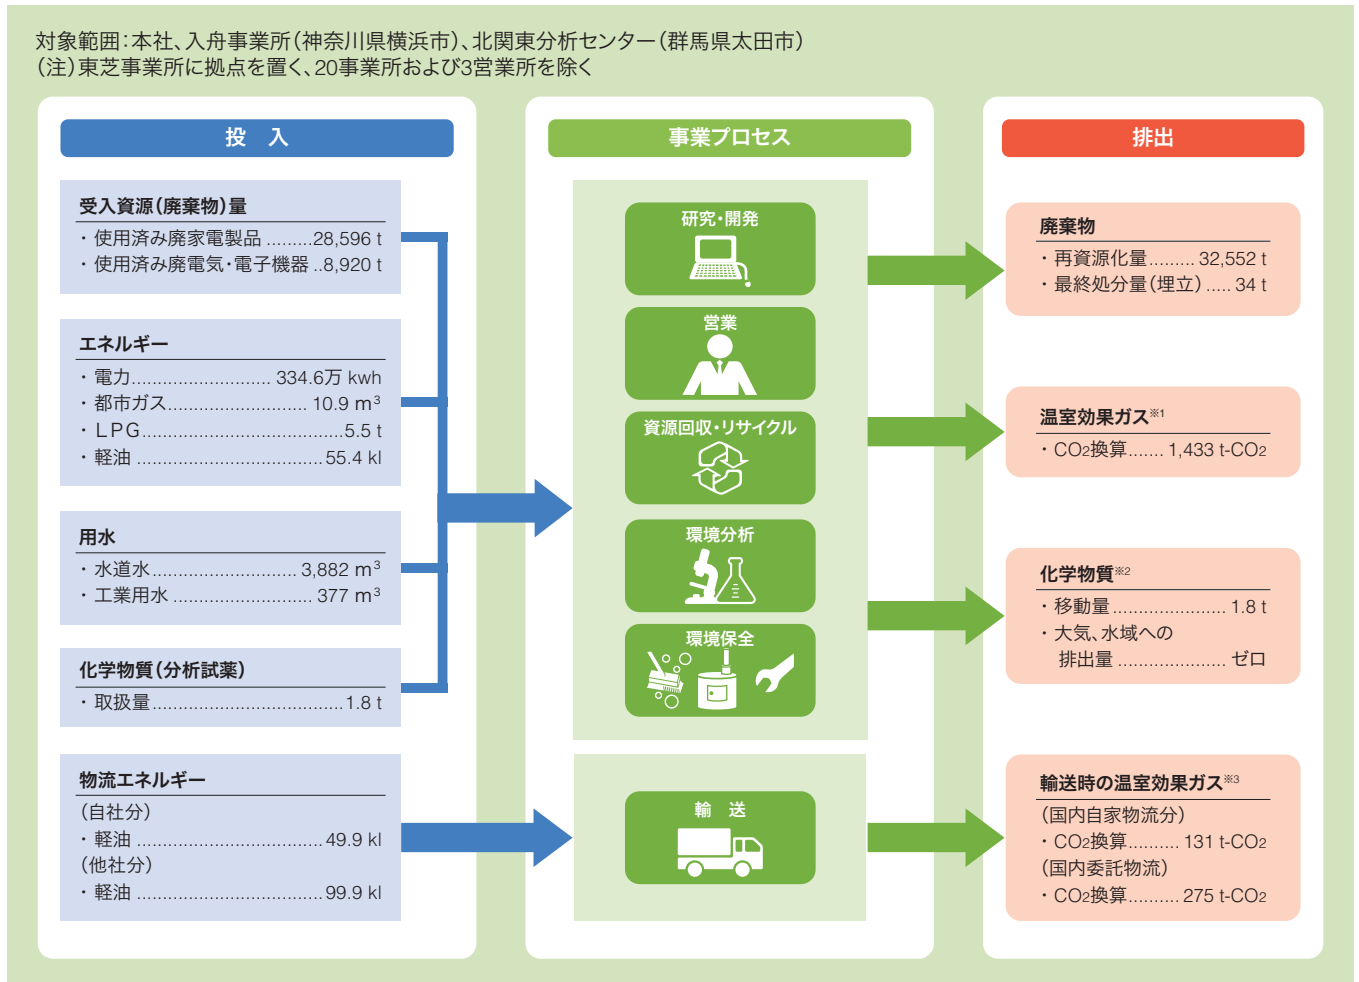 対象範囲：本社、入舟事業所（神奈川県横浜市）、北関東分析センター（群馬県太田市）
（注）東芝事業所に拠点を置く、20事業所および3営業所を除く
投　入
受入資源（廃棄物）量
・使用済み廃家電製品 .........28,596 t
・使用済み廃電気・電子機器 ..8,920 t
エネルギー
・電力........................... 334.6万 kwh
・都市ガス........................... 10.9 m³
・ＬＰＧ.......................................5.5 t
・軽油 ....................................55.4 kl
用水
・水道水............................ 3,882 m³
・工業用水 ........................... 377 m³
化学物質（分析試薬）
・取扱量.....................................1.8 t
物流エネルギー
（自社分）
・軽油 ....................................49.9 kl
（他社分）
・軽油 ....................................99.9 kl
事業プロセス
研究・開発
営業
資源回収・リサイクル
環境分析
環境保全
輸　送
排出
廃棄物
・再資源化量......... 32,552 t
・最終処分量（埋立）..... 34 t
温室効果ガス※1
・CO2換算....... 1,433 t-CO2
化学物質※2
・移動量...................... 1.8 t
・大気、水域への
排出量 ..................... ゼロ
輸送時の温室効果ガス※3
（国内自家物流分）
・CO2換算.......... 131 t-CO2
（国内委託物流）
・CO2換算.......... 275 t-CO2